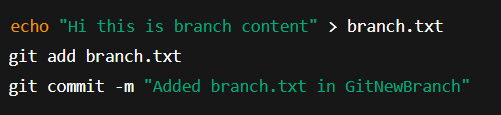 echo "Hi this is branch content" > branch.txt
git add branch.txt
git commit -m "Added branch.txt in GitNewBranch"